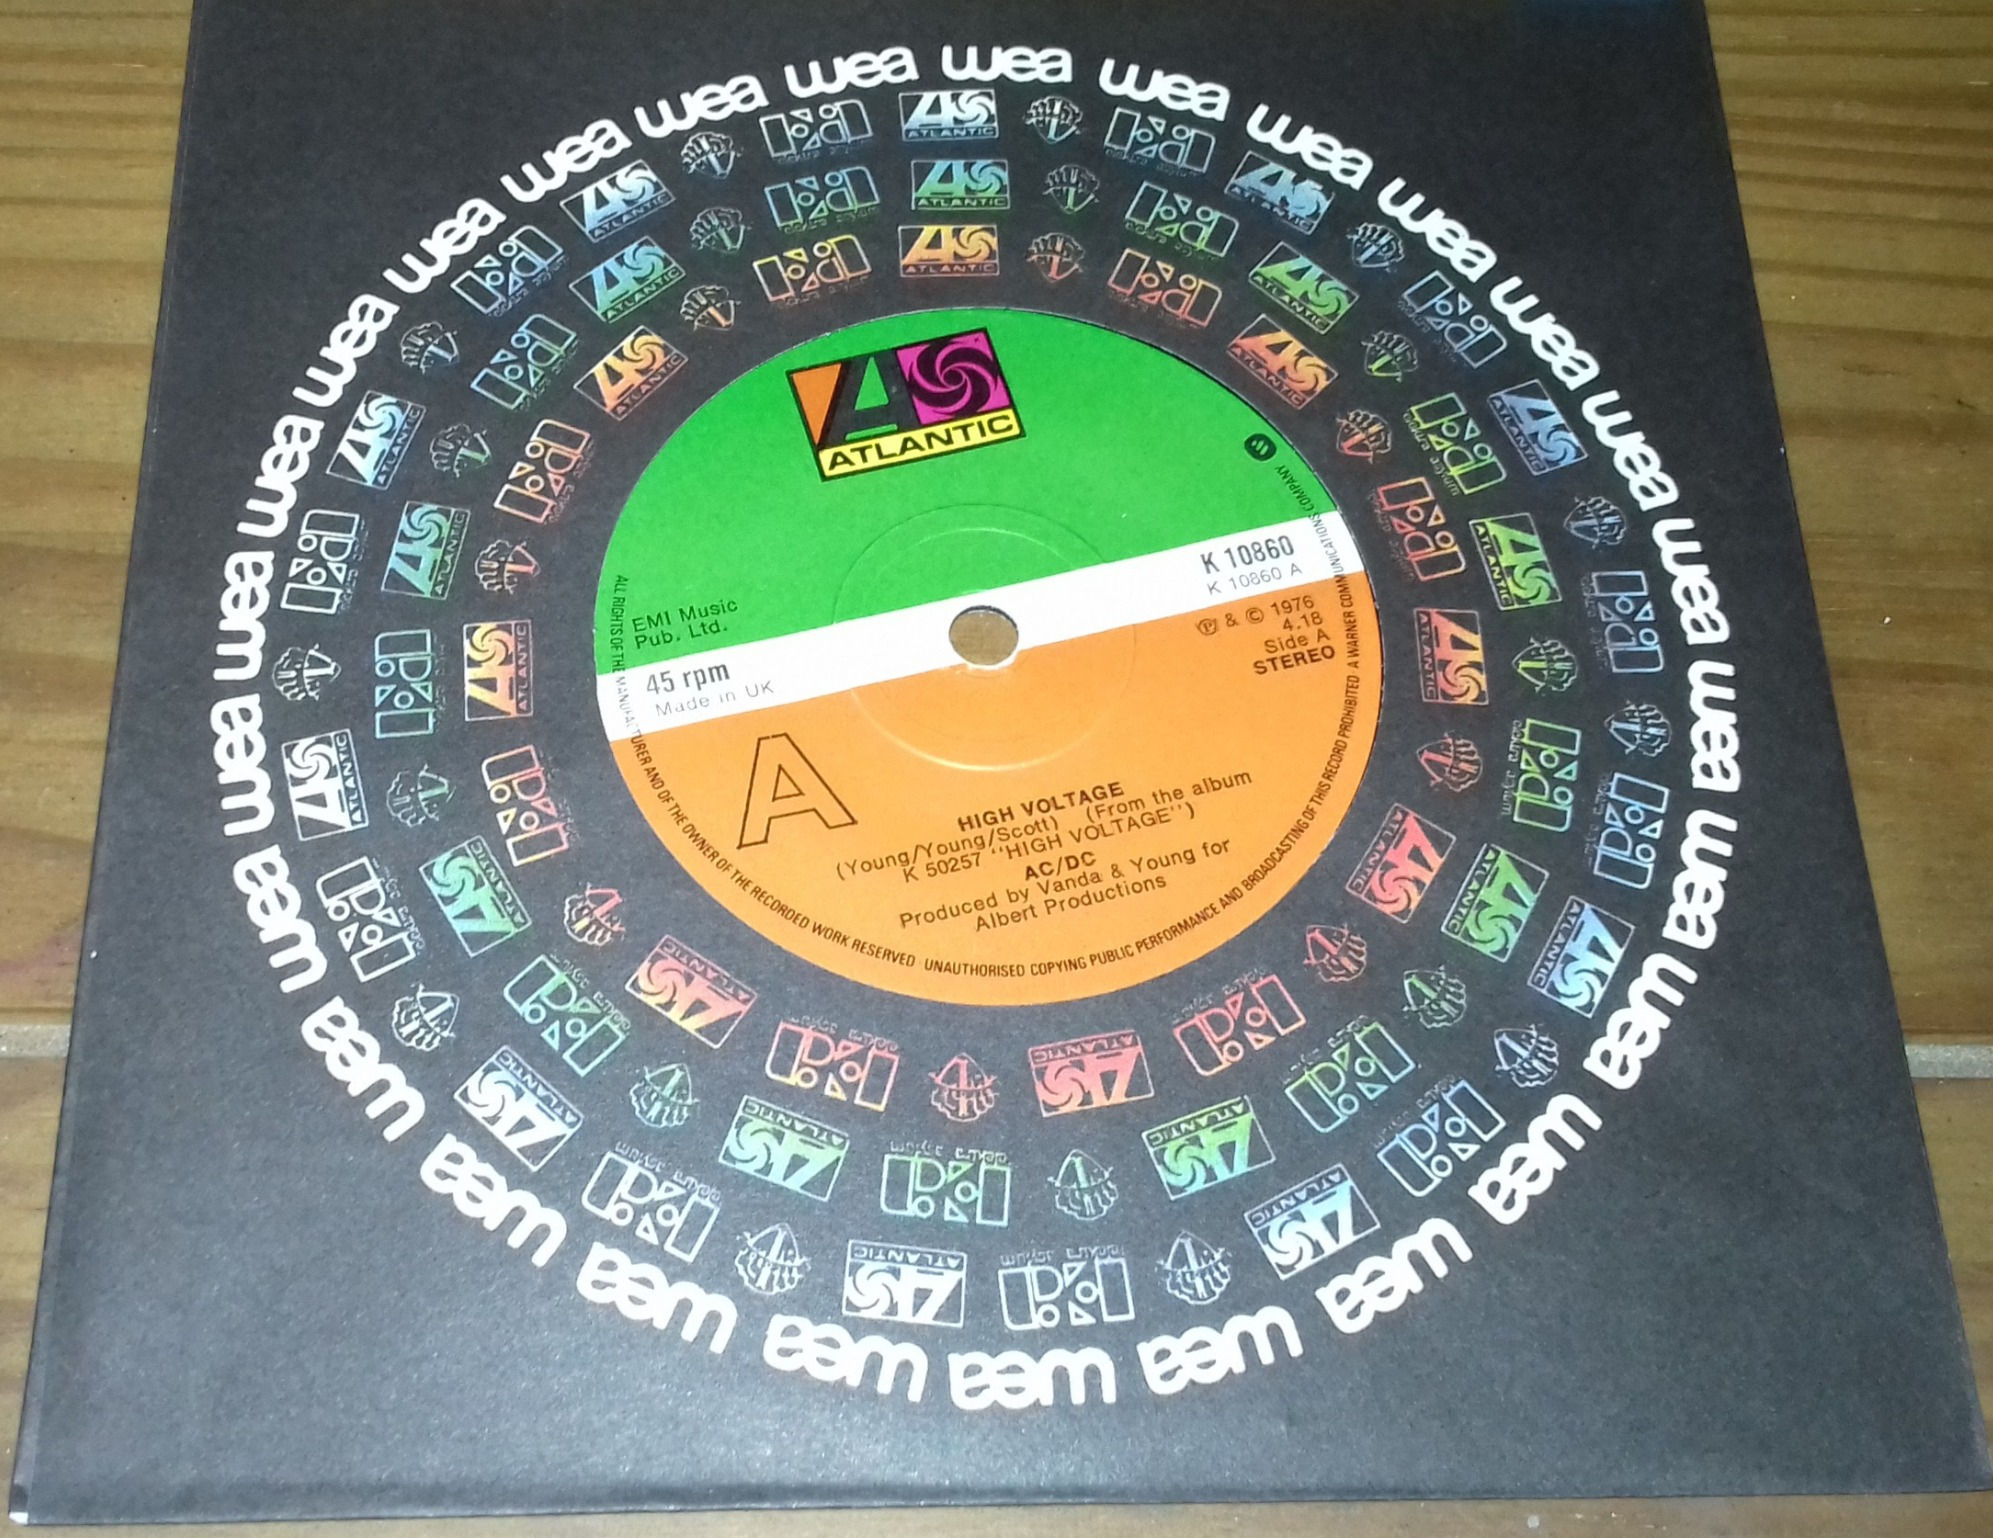 wea wea wea wea wea wea wea wea wea wea wea wea wea wea wea wea wea wea wea wea wea wea wea wea wea wea wea wea
ATLANTIC
K 10860
K 10860 A
EMI Music
Pub. Ltd.
℗ & © 1976
4.18
Side A
STEREO
45 rpm
Made in UK
A
HIGH VOLTAGE
(Young/Young/Scott) (From the album
K 50257 "HIGH VOLTAGE")
AC/DC
Produced by Vanda & Young for
Albert Productions
ALL RIGHTS OF THE MANUFACTURER AND OF THE OWNER OF THE RECORDED WORK RESERVED · UNAUTHORISED COPYING PUBLIC PERFORMANCE AND BROADCASTING OF THIS RECORD PROHIBITED A WARNER COMMUNICATIONS COMPANY